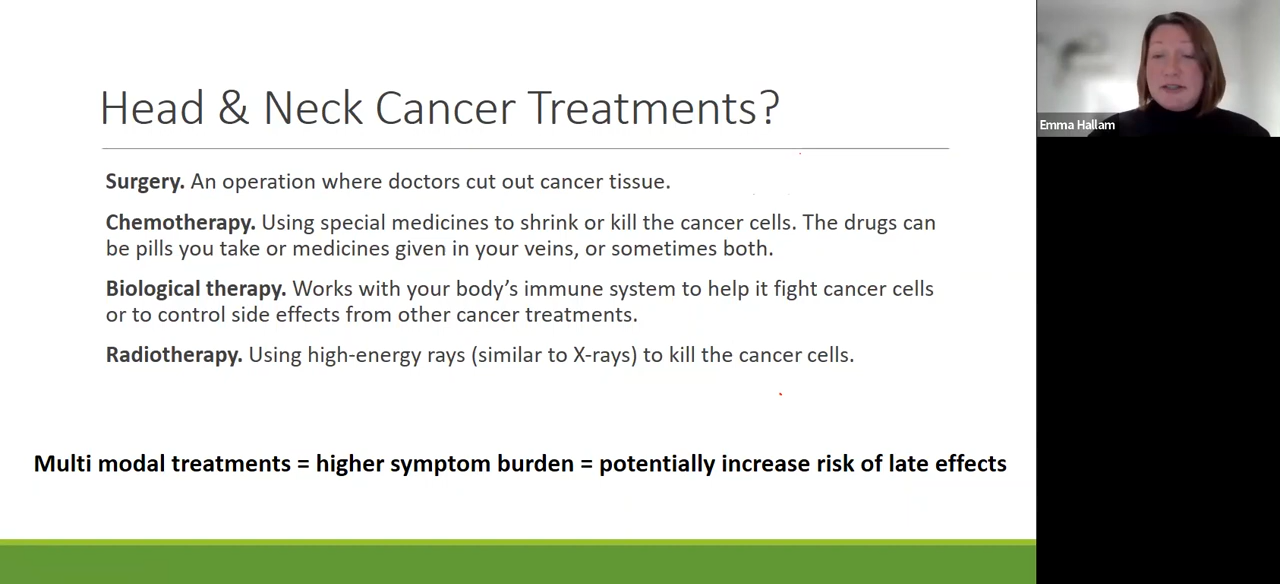 Head & Neck Cancer Treatments?
Surgery. An operation where doctors cut out cancer tissue.
Chemotherapy. Using special medicines to shrink or kill the cancer cells. The drugs can
be pills you take or medicines given in your veins, or sometimes both.
Biological therapy. Works with your body’s immune system to help it fight cancer cells
or to control side effects from other cancer treatments.
Radiotherapy. Using high-energy rays (similar to X-rays) to kill the cancer cells.
Multi modal treatments = higher symptom burden = potentially increase risk of late effects
Emma Hallam